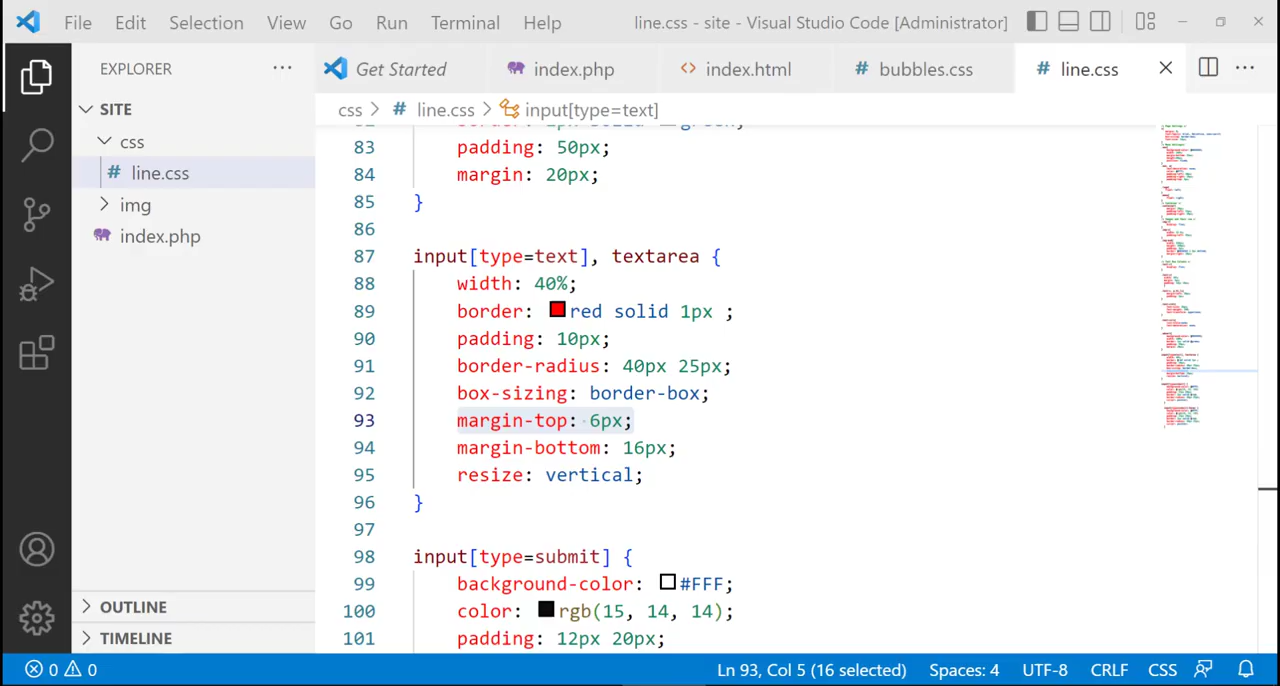 File Edit Selection View Go Run Terminal Help line.css - site - Visual Studio Code [Administrator]
EXPLORER ···
SITE
css
# line.css
img
index.php
OUTLINE
TIMELINE
Get Started index.php <> index.html # bubbles.css # line.css ···
css > # line.css > input[type=text]
83 padding: 50px;
84 margin: 20px;
85 }
86
87 input[type=text], textarea {
88 width: 40%;
89 border: red solid 1px ;
90 padding: 10px;
91 border-radius: 40px 25px;
92 box-sizing: border-box;
93 margin-top: 6px;
94 margin-bottom: 16px;
95 resize: vertical;
96 }
97
98 input[type=submit] {
99 background-color: #FFF;
100 color: rgb(15, 14, 14);
101 padding: 12px 20px;
0 0 Ln 93, Col 5 (16 selected) Spaces: 4 UTF-8 CRLF CSS